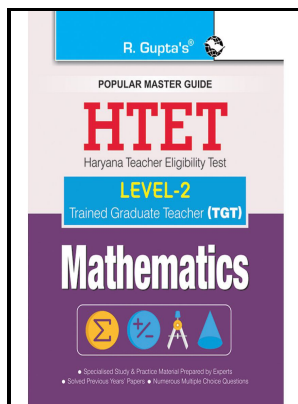 R. Gupta's®
POPULAR MASTER GUIDE
HTET
Haryana Teacher Eligibility Test
LEVEL-2
Trained Graduate Teacher (TGT)
Mathematics
Σ +/- 
• Specialised Study & Practice Material Prepared by Experts
• Solved Previous Years' Papers • Numerous Multiple Choice Questions